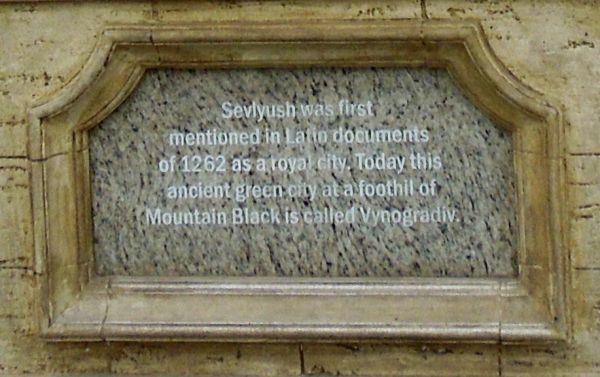 Sevlyush was first
mentioned in Latin documents
of 1262 as a royal city. Today this
ancient green city at a foothil of
Mountain Black is called Vynogradiv.